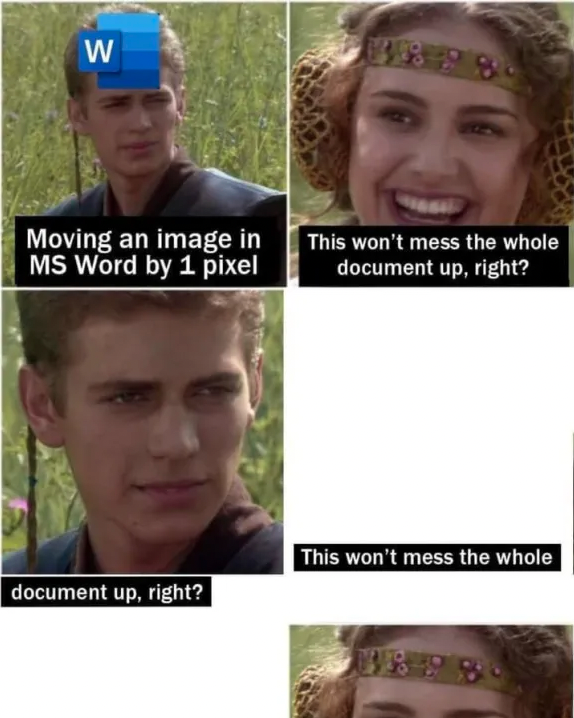 W
Moving an image in
MS Word by 1 pixel
This won't mess the whole
document up, right?
This won't mess the whole
document up, right?